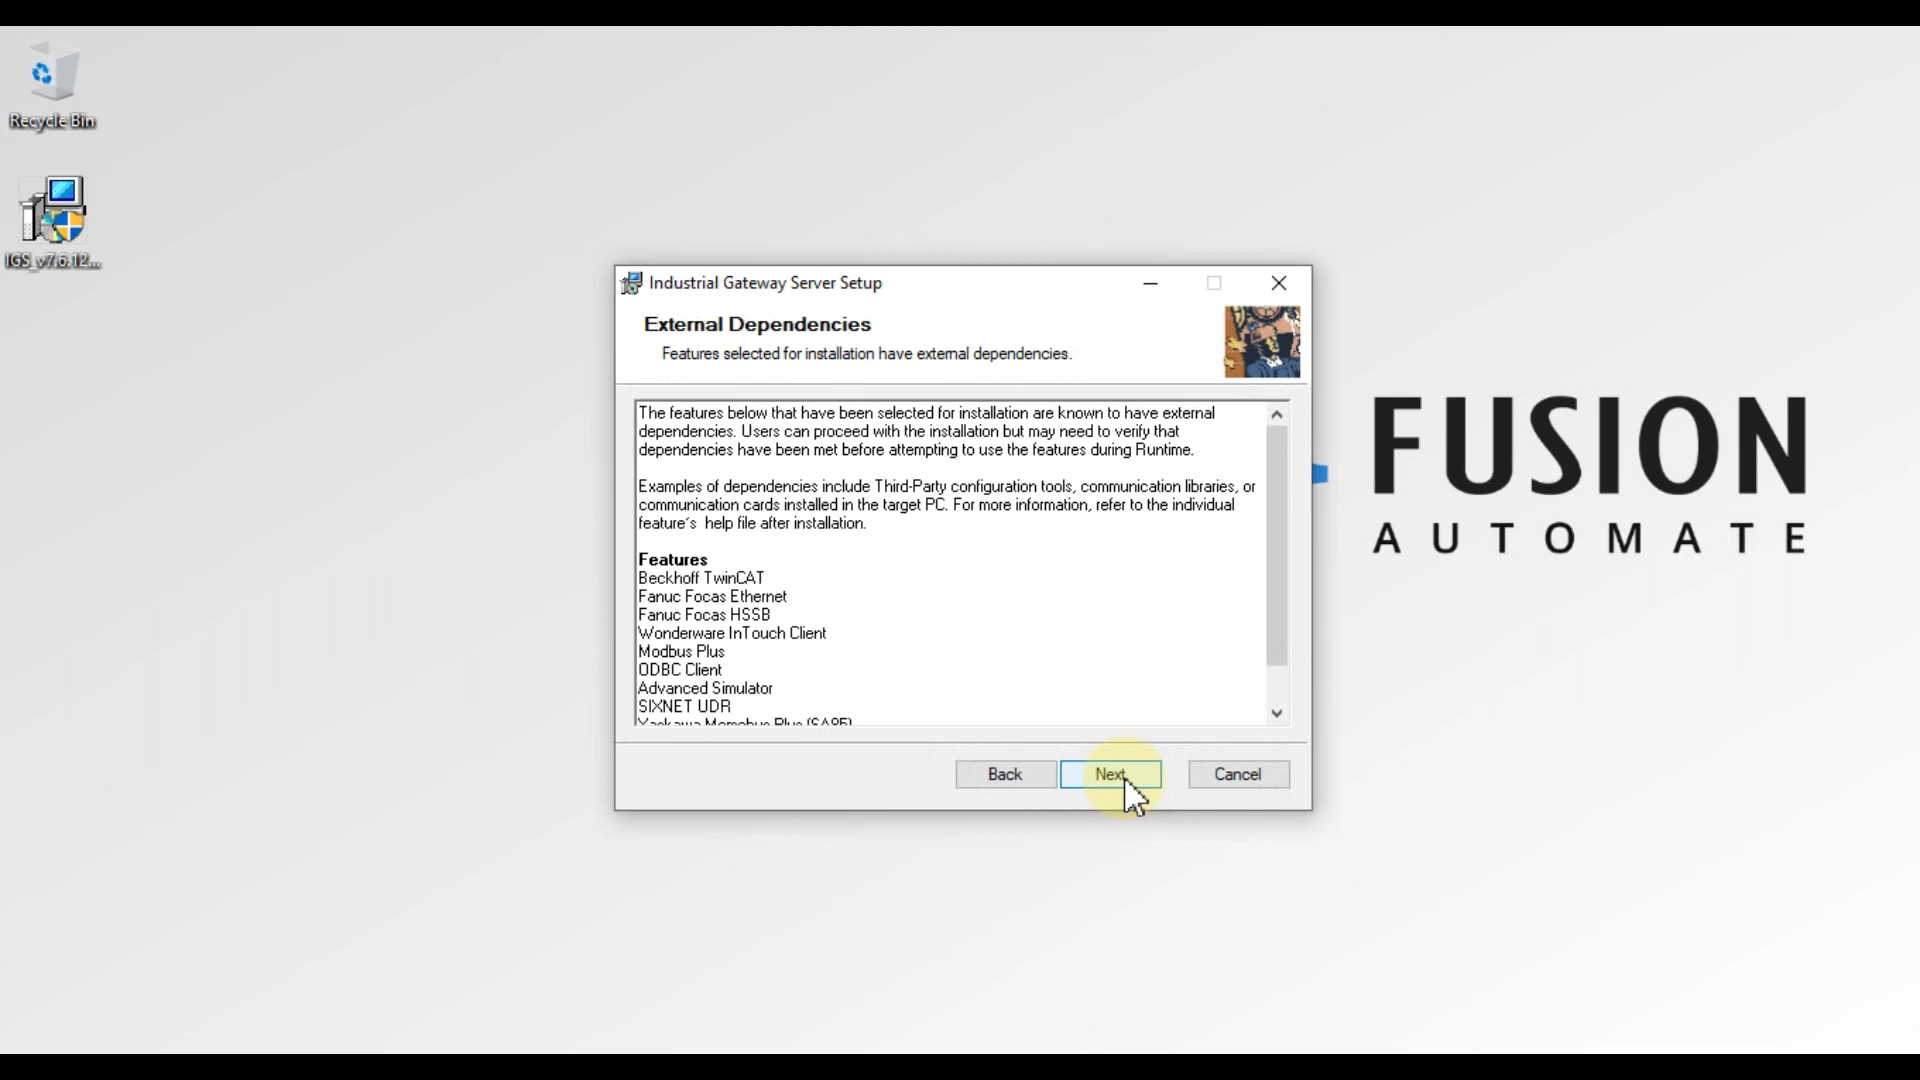 Recycle Bin
IGS_v7.6.12...
Industrial Gateway Server Setup
External Dependencies
Features selected for installation have external dependencies.
The features below that have been selected for installation are known to have external
dependencies. Users can proceed with the installation but may need to verify that
dependencies have been met before attempting to use the features during Runtime.
Examples of dependencies include Third-Party configuration tools, communication libraries, or
communication cards installed in the target PC. For more information, refer to the individual
feature's help file after installation.
Features
Beckhoff TwinCAT
Fanuc Focas Ethernet
Fanuc Focas HSSB
Wonderware InTouch Client
Modbus Plus
ODBC Client
Advanced Simulator
SIXNET UDR
Yaskawa Memobus Plus (SA85)
Back
Next
Cancel
FUSION
AUTOMATE